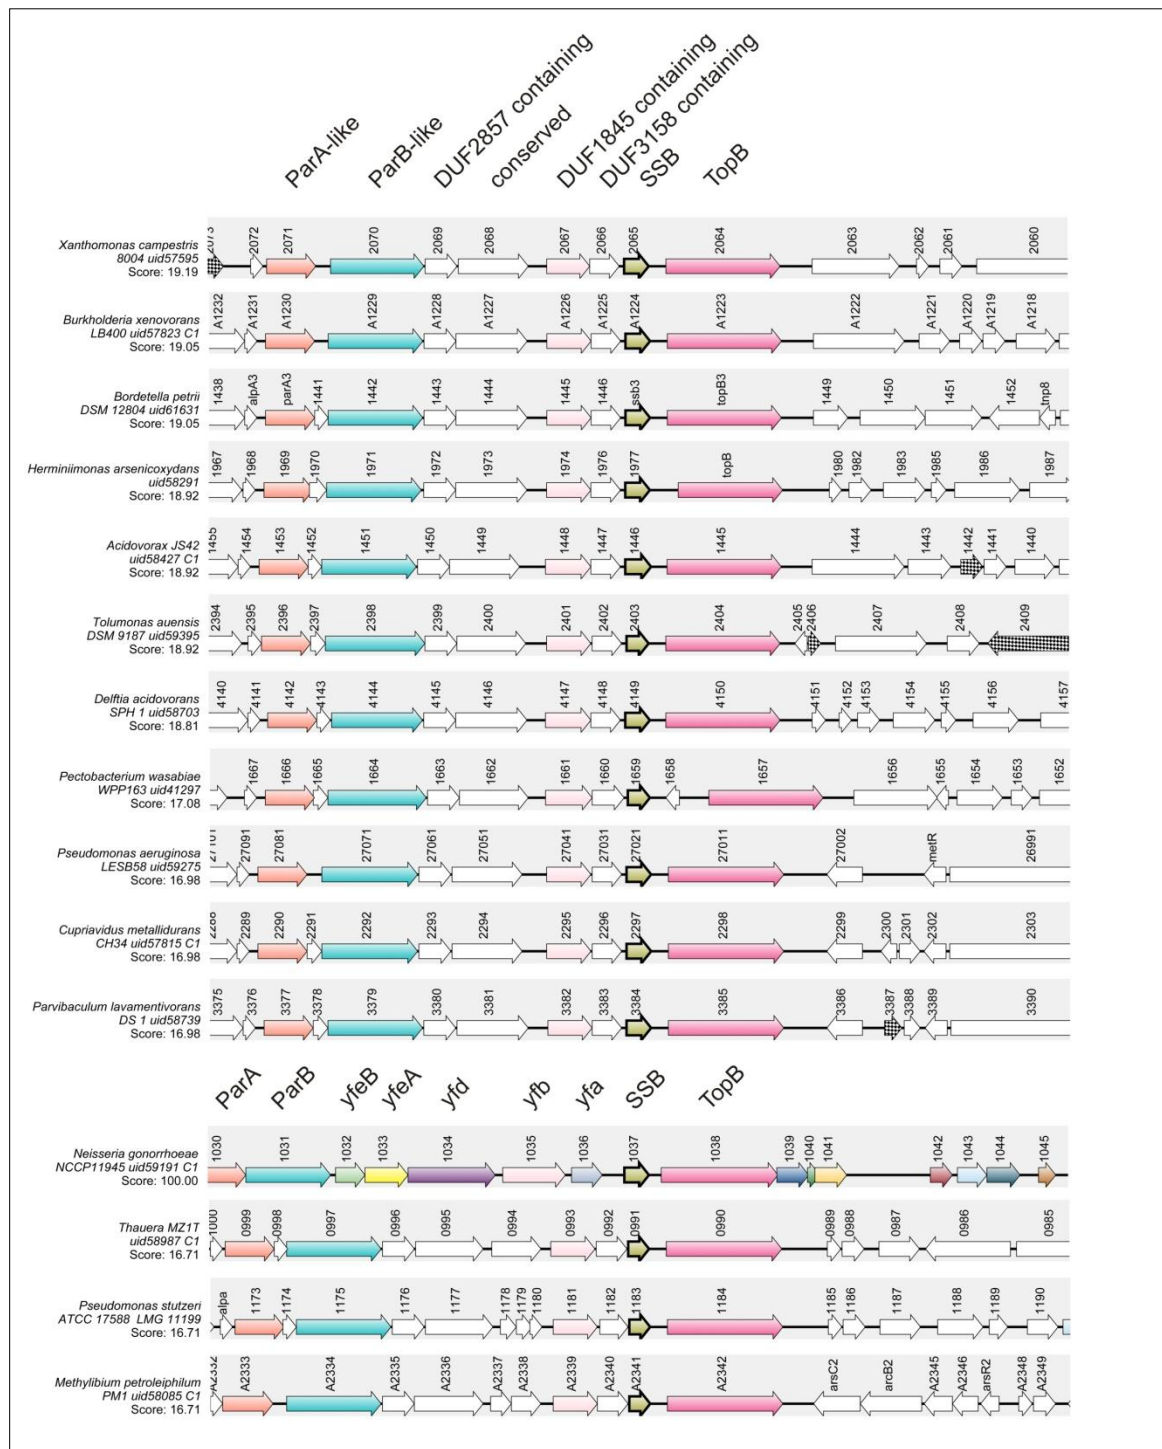 ParA-like
ParB-like
DUF2857 containing
conserved
DUF1845 containing
DUF3158 containing
SSB
TopB
Xanthomonas campestris
8004 uid57595
Score: 19.19
2073 2072 2071 2070 2069 2068 2067 2066 2065 2064 2063 2062 2061 2060
Burkholderia xenovorans
LB400 uid57823 C1
Score: 19.05
A1232 A1231 A1230 A1229 A1228 A1227 A1226 A1225 A1224 A1223 A1222 A1221 A1220 A1219 A1218
Bordetella petrii
DSM 12804 uid61631
Score: 19.05
1438 alpA3 parA3 1441 1442 1443 1444 1445 1446 ssb3 topB3 1449 1450 1451 1452 tnp8
Herminiimonas arsenicoxydans
uid58291
Score: 18.92
1967 1968 1969 1970 1971 1972 1973 1974 1976 1977 topB 1980 1982 1983 1985 1986 1987
Acidovorax JS42
uid58427 C1
Score: 18.92
1455 1454 1453 1452 1451 1450 1449 1448 1447 1446 1445 1444 1443 1442 1441 1440
Tolumonas auensis
DSM 9187 uid59395
Score: 18.92
2394 2395 2396 2397 2398 2399 2400 2401 2402 2403 2404 2405 2406 2407 2408 2409
Delftia acidovorans
SPH 1 uid58703
Score: 18.81
4140 4141 4142 4143 4144 4145 4146 4147 4148 4149 4150 4151 4152 4153 4154 4155 4156 4157
Pectobacterium wasabiae
WPP163 uid41297
Score: 17.08
1667 1666 1665 1664 1663 1662 1661 1660 1659 1658 1657 1656 1655 1654 1653 1652
Pseudomonas aeruginosa
LESB58 uid59275
Score: 16.98
27101 27091 27081 27071 27061 27051 27041 27031 27021 27011 27002 metR 26991
Cupriavidus metallidurans
CH34 uid57815 C1
Score: 16.98
2288 2289 2290 2291 2292 2293 2294 2295 2296 2297 2298 2299 2300 2301 2302 2303
Parvibaculum lavamentivorans
DS 1 uid58739
Score: 16.98
3375 3376 3377 3378 3379 3380 3381 3382 3383 3384 3385 3386 3387 3388 3389 3390
ParA
ParB
yfeB
yfeA
yfd
yfb
yfa
SSB
TopB
Neisseria gonorrhoeae
NCCP11945 uid59191 C1
Score: 100.00
1030 1031 1032 1033 1034 1035 1036 1037 1038 1039 1040 1041 1042 1043 1044 1045
Thauera MZ1T
uid58987 C1
Score: 16.71
1000 0999 0998 0997 0996 0995 0994 0993 0992 0991 0990 0989 0988 0987 0986 0985
Pseudomonas stutzeri
ATCC 17588 LMG 11199
Score: 16.71
alpa 1173 1174 1175 1176 1177 1178 1179 1180 1181 1182 1183 1184 1185 1186 1187 1188 1189 1190
Methylibium petroleiphilum
PM1 uid58085 C1
Score: 16.71
A2332 A2333 A2334 A2335 A2336 A2337 A2338 A2339 A2340 A2341 A2342 arsC2 arcB2 A2345 A2346 arsR2 A2348 A2349